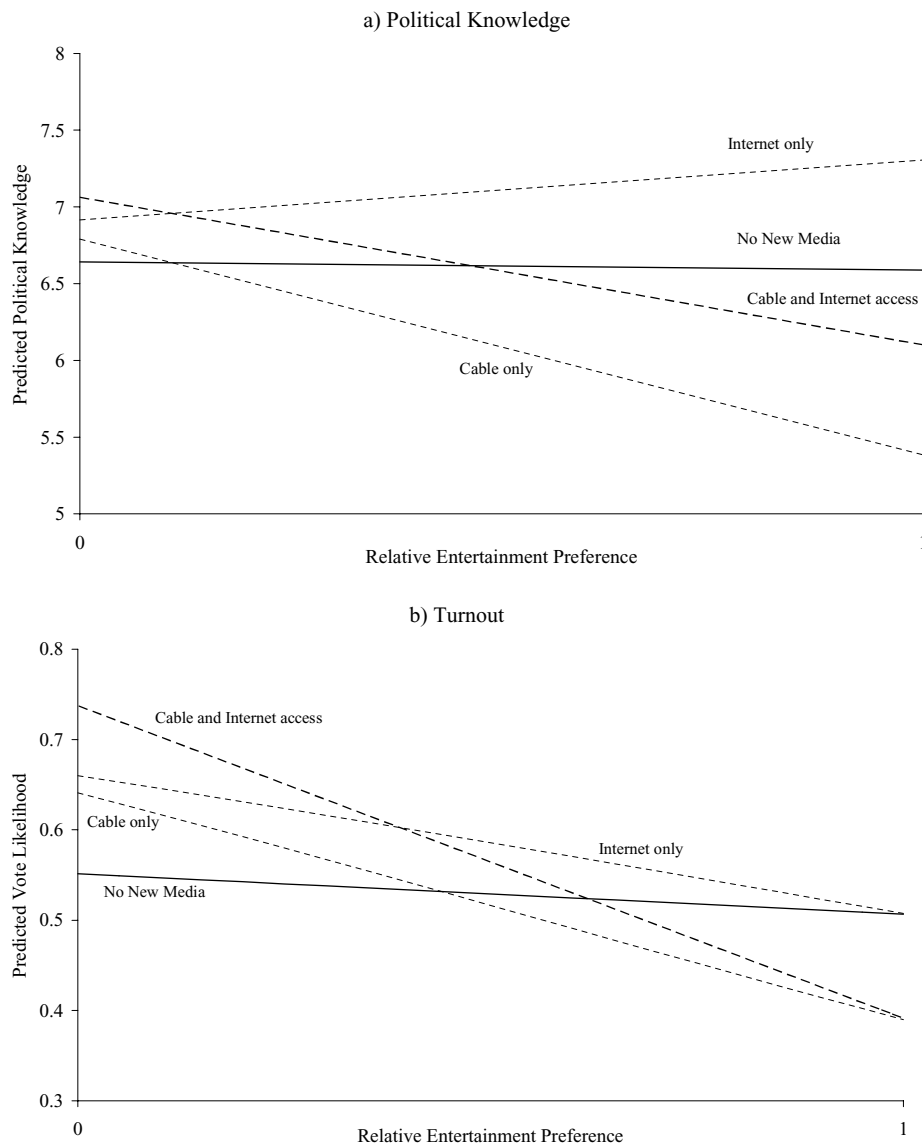 a) Political Knowledge
8
7.5
Internet only
7
No New Media
6.5
Cable and Internet access
6
Cable only
5.5
5
0
1
Predicted Political Knowledge
Relative Entertainment Preference
b) Turnout
0.8
Cable and Internet access
0.7
Cable only
0.6
Internet only
No New Media
0.5
0.4
0.3
0
1
Predicted Vote Likelihood
Relative Entertainment Preference